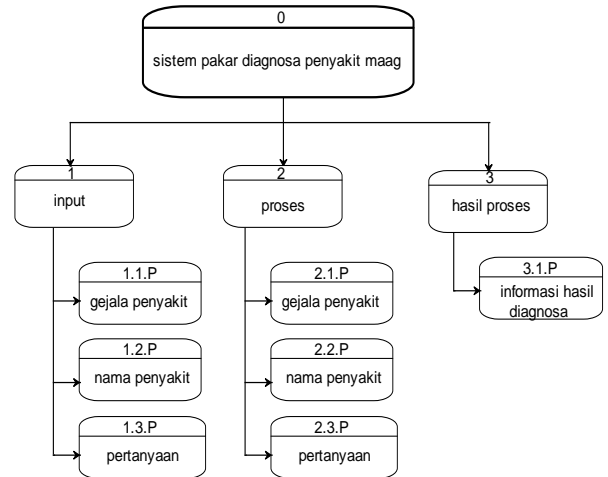 0
sistem pakar diagnosa penyakit maag
1
input
2
proses
3
hasil proses
1.1.P
gejala penyakit
2.1.P
gejala penyakit
3.1.P
informasi hasil
diagnosa
1.2.P
nama penyakit
2.2.P
nama penyakit
1.3.P
pertanyaan
2.3.P
pertanyaan